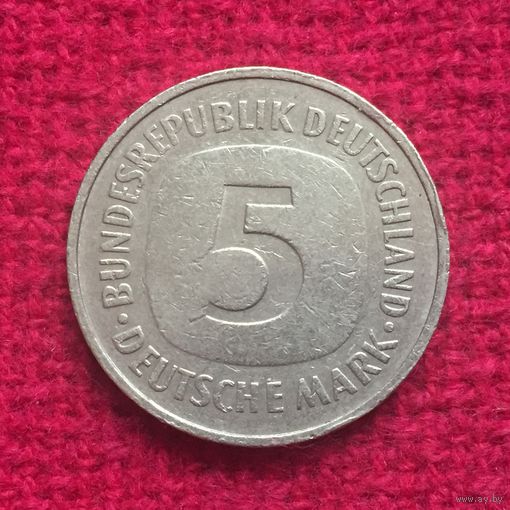 BUNDESREPUBLIK DEUTSCHLAND
5
· DEUTSCHE MARK ·
www.ay.by